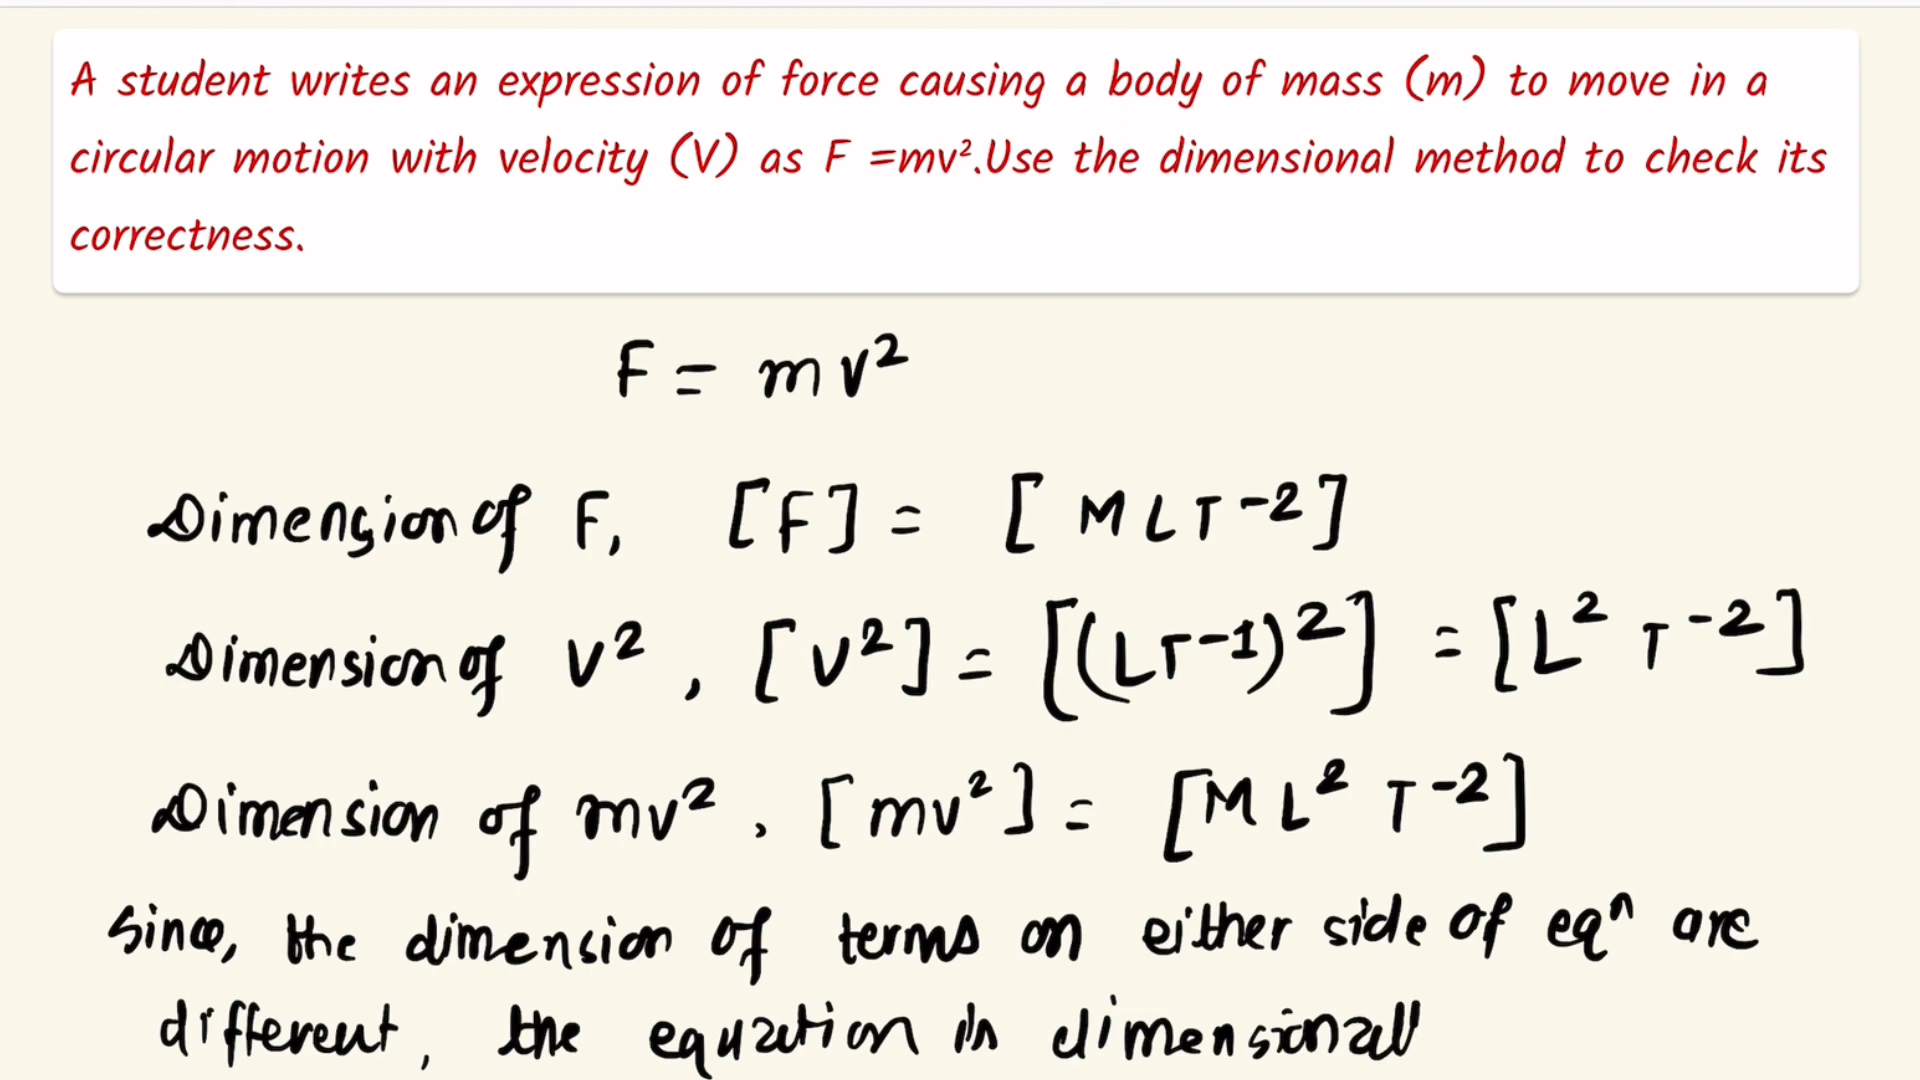 A student writes an expression of force causing a body of mass (m) to move in a
circular motion with velocity (V) as F =mv².Use the dimensional method to check its
correctness.
F = mv²
Dimension of F, [F] = [MLT⁻²]
Dimension of v², [v²] = [(LT⁻¹)²] = [L² T⁻²]
Dimension of mv², [mv²] = [ML² T⁻²]
Since, the dimension of terms on either side of eqⁿ are
different, the equation is dimensionall